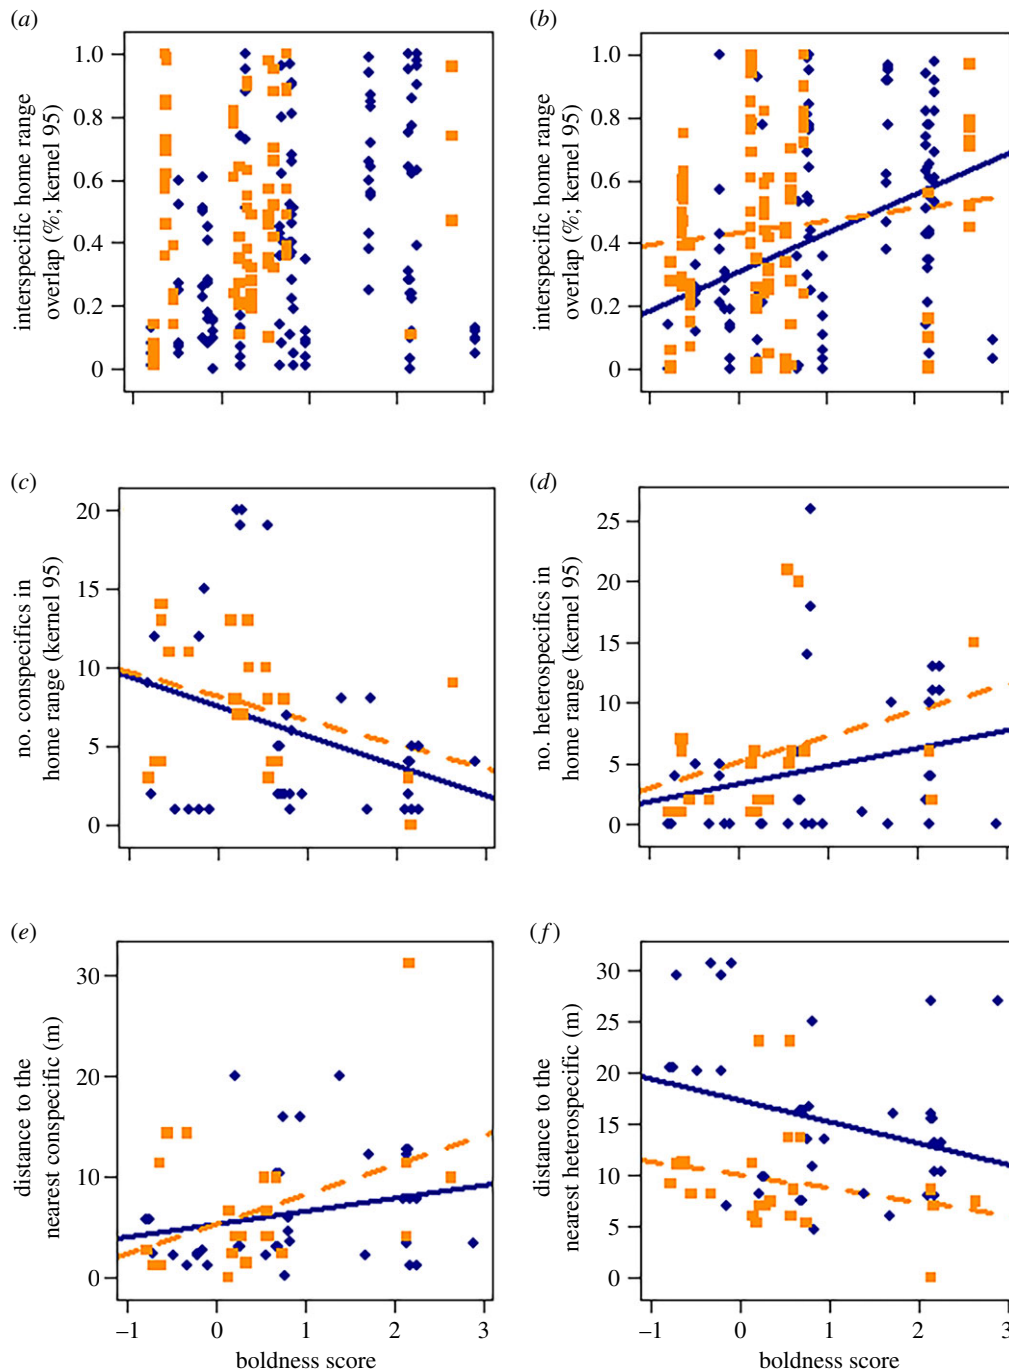 (a)
(b)
interspecific home range
overlap (%; kernel 95)
1.0
0.8
0.6
0.4
0.2
0
interspecific home range
overlap (%; kernel 95)
1.0
0.8
0.6
0.4
0.2
0
(c)
(d)
no. conspecifics in
home range (kernel 95)
20
15
10
5
0
no. heterospecifics in
home range (kernel 95)
25
20
15
10
5
0
(e)
(f)
distance to the
nearest conspecific (m)
30
20
10
0
–1
0
1
2
3
boldness score
distance to the
nearest heterospecific (m)
30
25
20
15
10
5
0
–1
0
1
2
3
boldness score